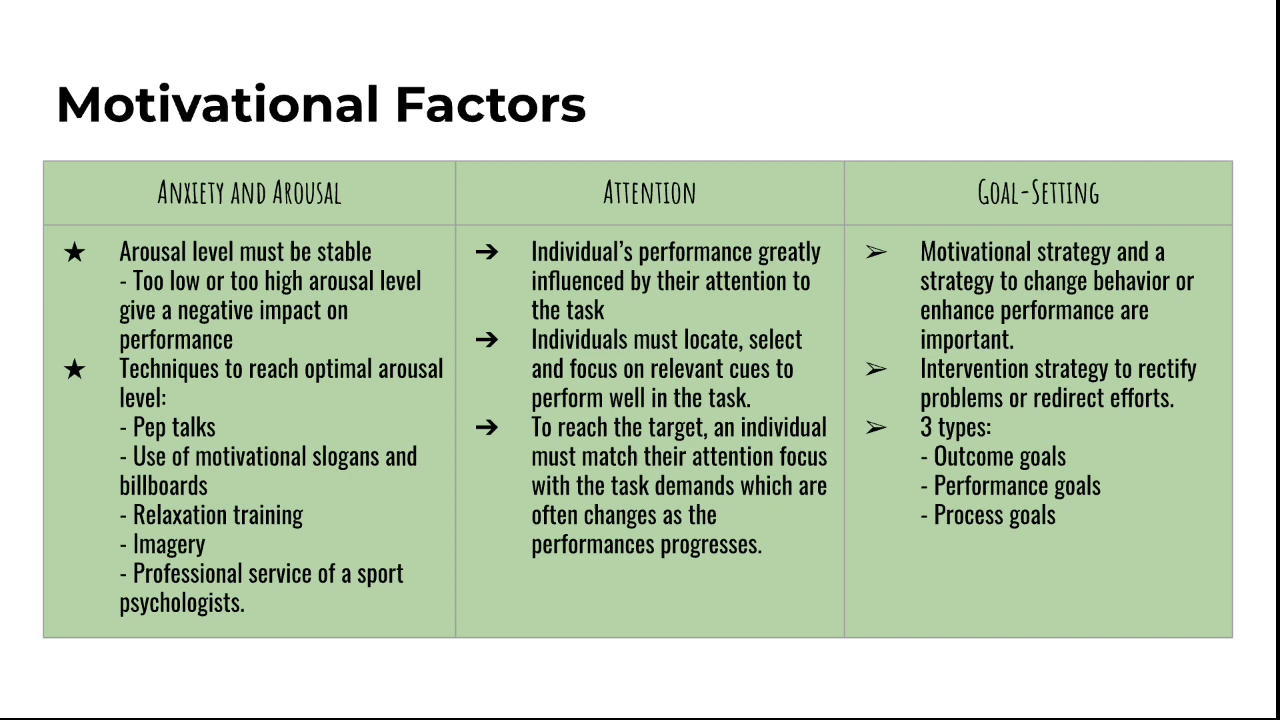 Motivational Factors
Anxiety and Arousal
★ Arousal level must be stable
- Too low or too high arousal level
give a negative impact on
performance
★ Techniques to reach optimal arousal
level:
- Pep talks
- Use of motivational slogans and
billboards
- Relaxation training
- Imagery
- Professional service of a sport
psychologists.
Attention
➔ Individual’s performance greatly
influenced by their attention to
the task
➔ Individuals must locate, select
and focus on relevant cues to
perform well in the task.
➔ To reach the target, an individual
must match their attention focus
with the task demands which are
often changes as the
performances progresses.
Goal-Setting
➢ Motivational strategy and a
strategy to change behavior or
enhance performance are
important.
➢ Intervention strategy to rectify
problems or redirect efforts.
➢ 3 types:
- Outcome goals
- Performance goals
- Process goals